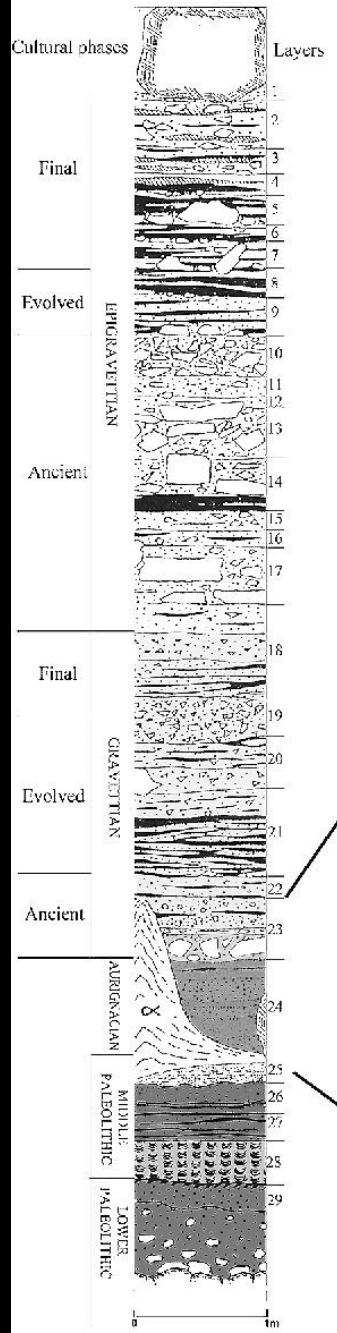 Cultural phases
Layers
1
2
Final
3
4
5
6
7
Evolved
8
9
EPIGRAVETTIAN
10
11
12
13
Ancient
14
15
16
17
Final
18
19
GRAVETTIAN
20
Evolved
21
22
Ancient
23
AURIGNACIAN
24
8
25
MIDDLE
PALEOLITHIC
26
27
28
LOWER
PALEOLITHIC
29
0
1m